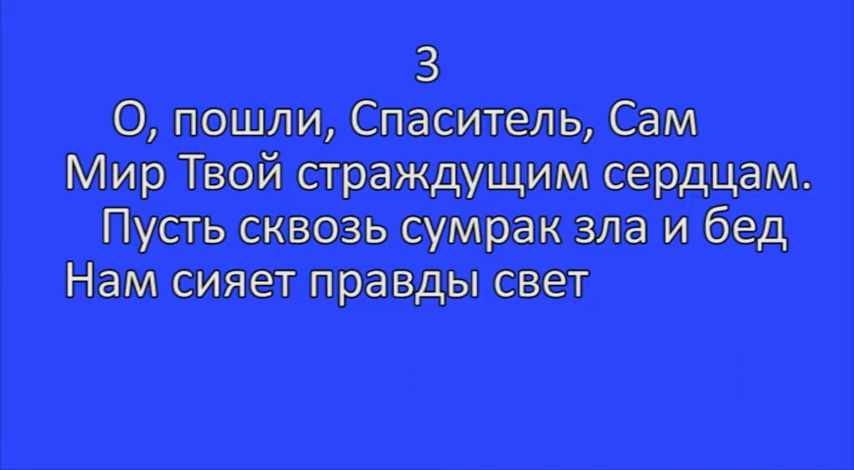 3
О, пошли, Спаситель, Сам
Мир Твой страждущим сердцам.
Пусть сквозь сумрак зла и бед
Нам сияет правды свет